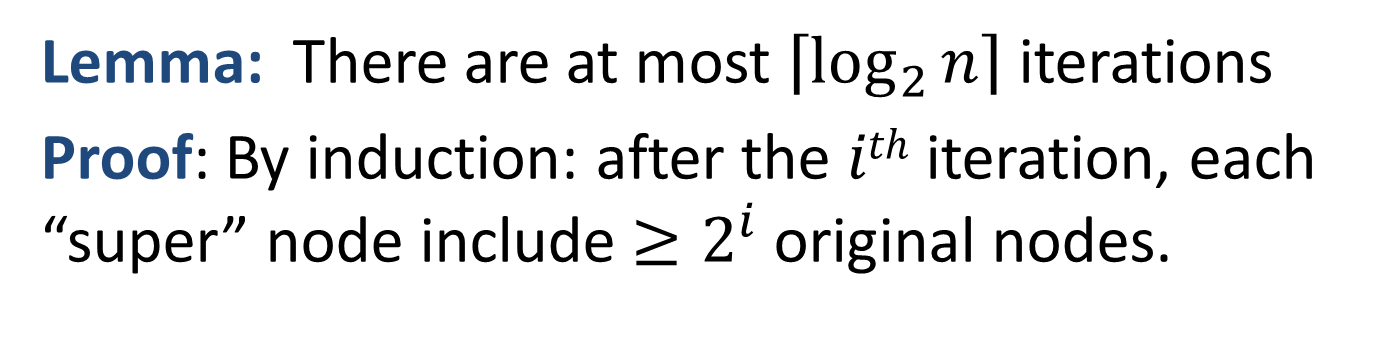 Lemma: There are at most ⌈log₂ n⌉ iterations
Proof: By induction: after the iᵗʰ iteration, each
“super” node include ≥ 2ⁱ original nodes.